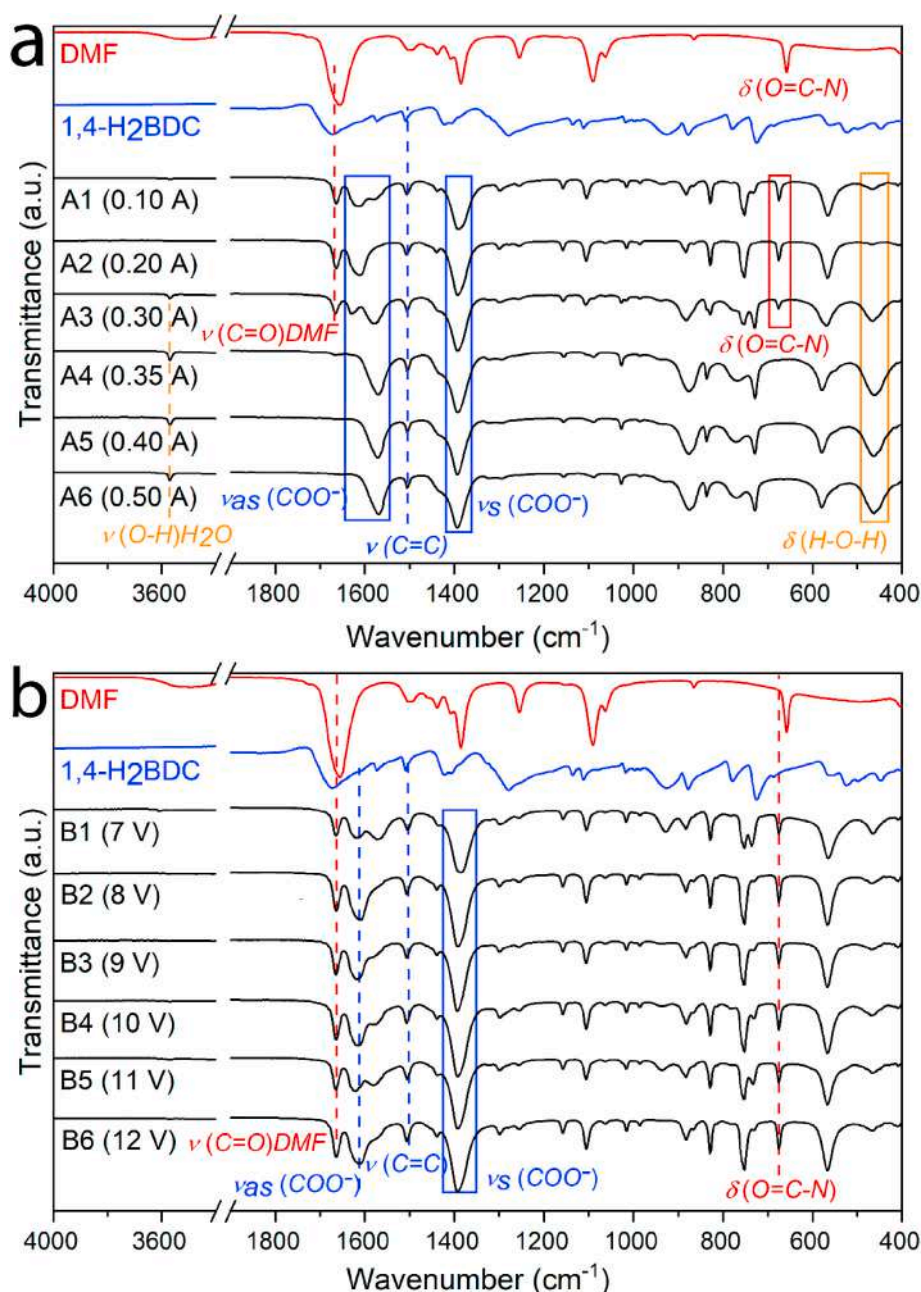 a
DMF
δ(O=C-N)
1,4-H2BDC
A1 (0.10 A)
A2 (0.20 A)
A3 (0.30 A)
ν(C=O)DMF
δ(O=C-N)
A4 (0.35 A)
A5 (0.40 A)
A6 (0.50 A)
νas (COO⁻)
νs (COO⁻)
ν(O-H)H2O
ν (C=C)
δ(H-O-H)
Transmittance (a.u.)
4000 3600 1800 1600 1400 1200 1000 800 600 400
Wavenumber (cm⁻¹)
b
DMF
1,4-H2BDC
B1 (7 V)
B2 (8 V)
B3 (9 V)
B4 (10 V)
B5 (11 V)
B6 (12 V)
ν(C=O)DMF
ν(C=C)
νas (COO⁻)
νs (COO⁻)
δ(O=C-N)
Transmittance (a.u.)
4000 3600 1800 1600 1400 1200 1000 800 600 400
Wavenumber (cm⁻¹)